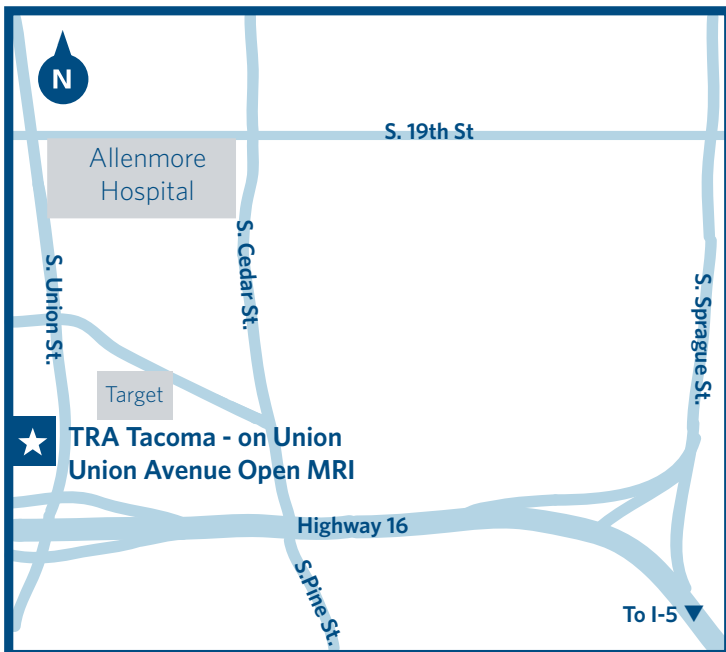 N
S. 19th St
Allenmore
Hospital
S. Cedar St.
S. Union St.
S. Sprague St.
Target
TRA Tacoma - on Union
Union Avenue Open MRI
Highway 16
S.Pine St.
To I-5